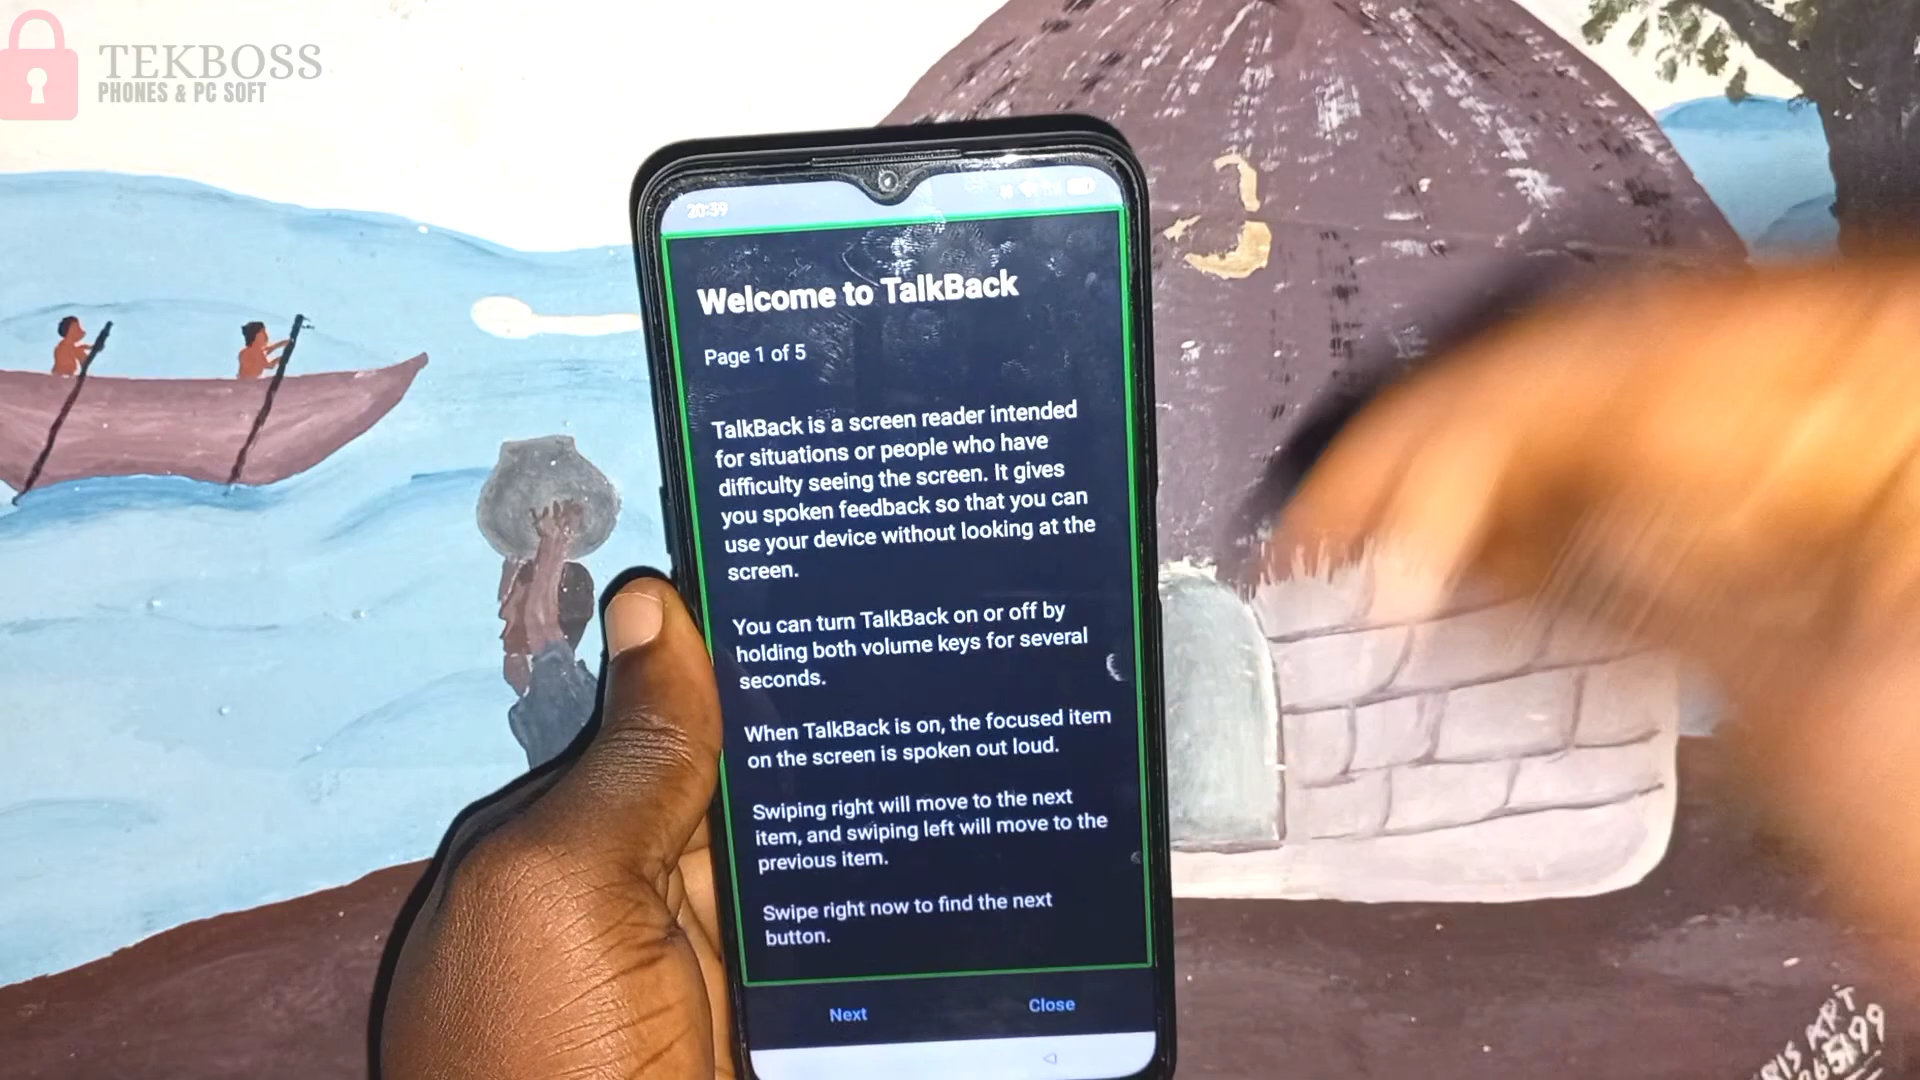 TEKBOSS
PHONES & PC SOFT
20:39
Welcome to TalkBack
Page 1 of 5
TalkBack is a screen reader intended
for situations or people who have
difficulty seeing the screen. It gives
you spoken feedback so that you can
use your device without looking at the
screen.
You can turn TalkBack on or off by
holding both volume keys for several
seconds.
When TalkBack is on, the focused item
on the screen is spoken out loud.
Swiping right will move to the next
item, and swiping left will move to the
previous item.
Swipe right now to find the next
button.
Next
Close
ART